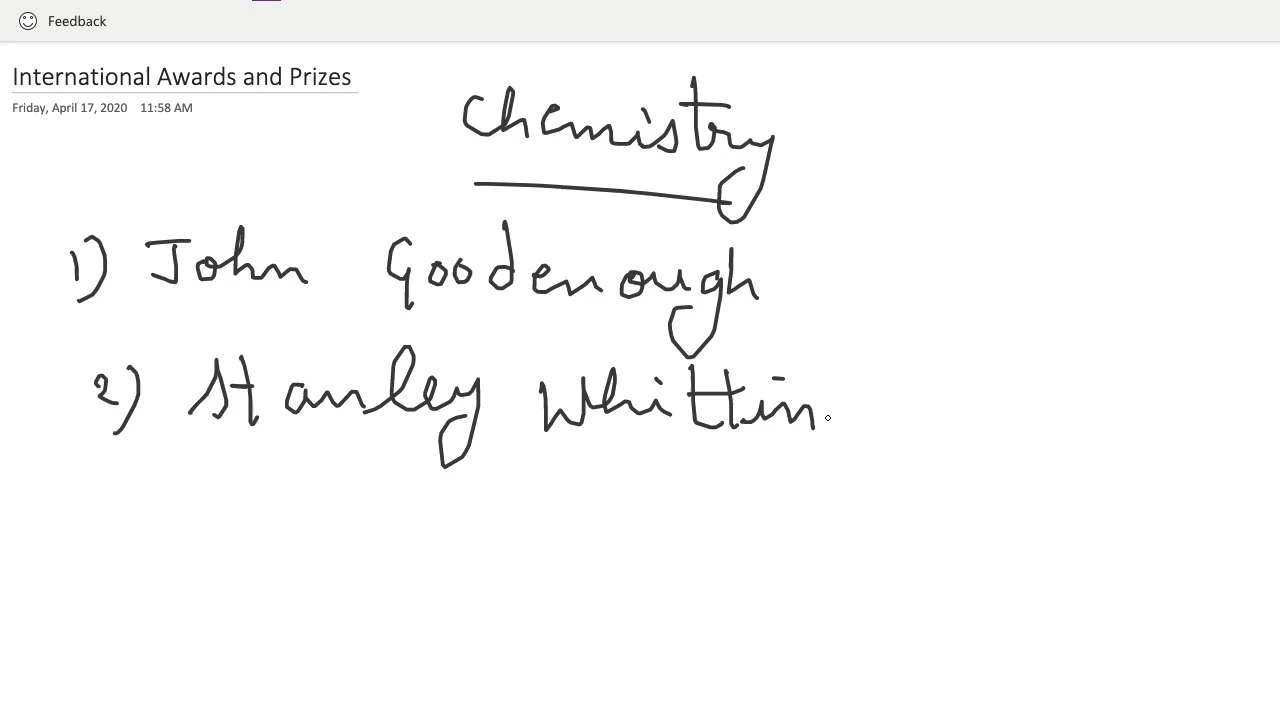 Feedback
International Awards and Prizes
Friday, April 17, 2020 11:58 AM
Chemistry
1) John Goodenough
2) Stanley Whittin